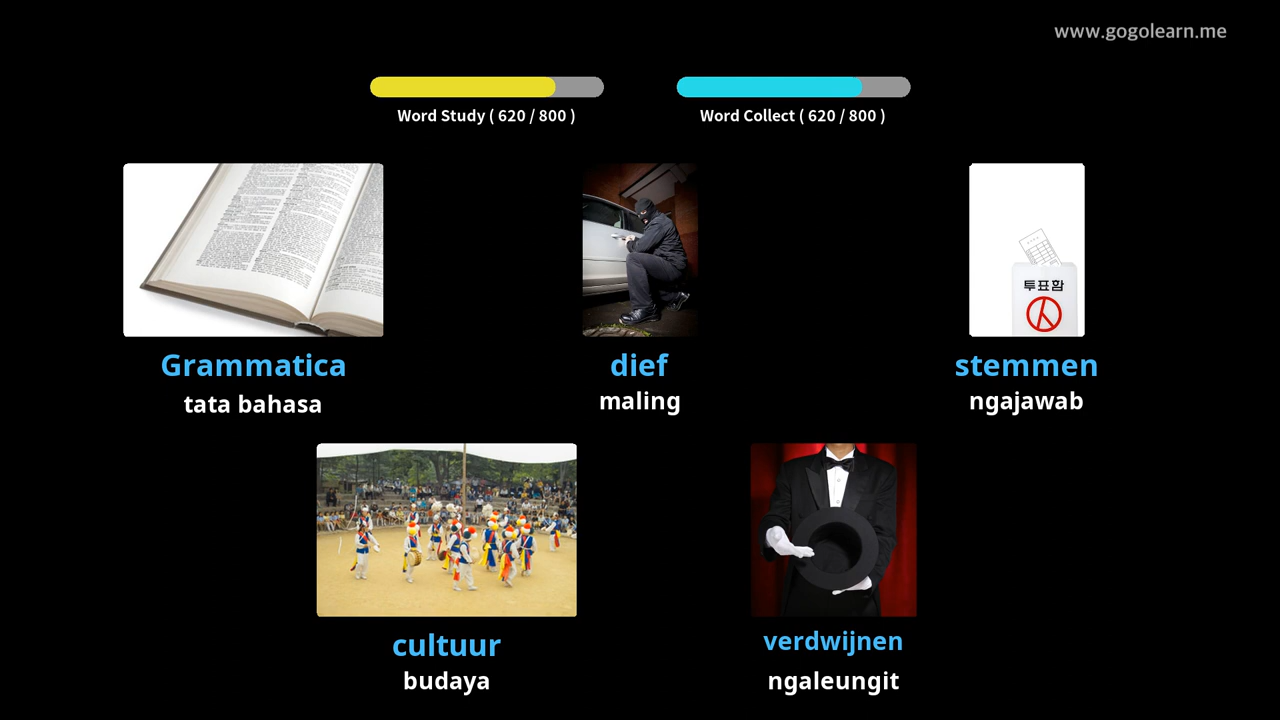 www.gogolearn.me
Word Study ( 620 / 800 )
Word Collect ( 620 / 800 )
Grammatica
tata bahasa
dief
maling
투표함
stemmen
ngajawab
cultuur
budaya
verdwijnen
ngaleungit